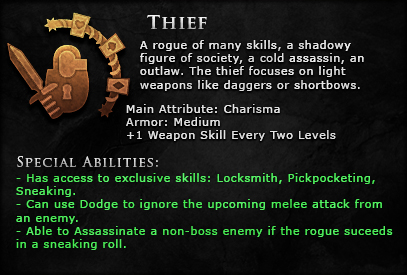 Thief
A rogue of many skills, a shadowy
figure of society, a cold assassin, an
outlaw. The thief focuses on light
weapons like daggers or shortbows.
Main Attribute: Charisma
Armor: Medium
+1 Weapon Skill Every Two Levels
Special Abilities:
- Has access to exclusive skills: Locksmith, Pickpocketing,
Sneaking.
- Can use Dodge to ignore the upcoming melee attack from
an enemy.
- Able to Assassinate a non-boss enemy if the rogue suceeds
in a sneaking roll.